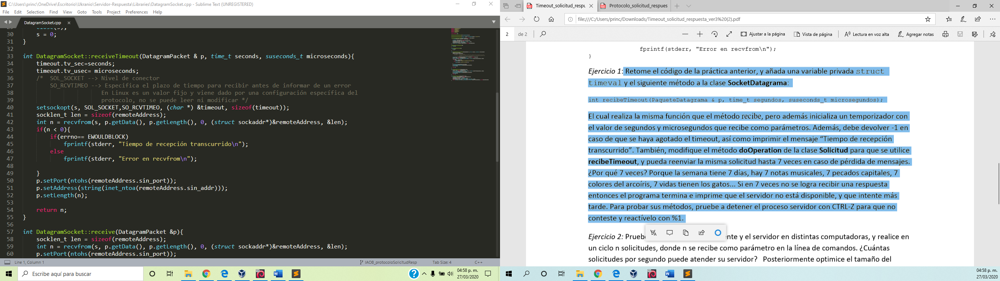 C:\Users\princ\OneDrive\Escritorio\Ukranio\Servidor-Respuesta\Libraries\DatagramSocket.cpp - Sublime Text (UNREGISTERED)
File Edit Selection Find View Goto Tools Project Preferences Help
DatagramSocket.cpp
29 close(s);
30 s = 0;
31 }
32
33 int DatagramSocket::receiveTimeout(DatagramPacket & p, time_t seconds, suseconds_t microseconds){
34 timeout.tv_sec=seconds;
35 timeout.tv_usec= microseconds;
36 /* SOL_SOCKET --> Nivel de conector
37 SO_RCVTIMEO --> Especifica el plazo de tiempo para recibir antes de informar de un error
38 En Linux es un valor fijo y viene dado por una configuración específica del
39 protocolo, no se puede leer ni modificar */
40 setsockopt(s, SOL_SOCKET,SO_RCVTIMEO, (char *) &timeout, sizeof(timeout));
41 socklen_t len = sizeof(remoteAddress);
42 int n = recvfrom(s, p.getData(), p.getLength(), 0, (struct sockaddr*)&remoteAddress, &len);
43 if(n < 0){
44 if(errno== EWOULDBLOCK)
45 fprintf(stderr, "Tiempo de recepción transcurrido\n");
46 else
47 fprintf(stderr, "Error en recvfrom\n");
48
49 }
50 p.setPort(ntohs(remoteAddress.sin_port));
51 p.setAddress(string(inet_ntoa(remoteAddress.sin_addr)));
52 p.setLength(n);
53
54 return n;
55 }
56
57 int DatagramSocket::receive(DatagramPacket &p){
58 socklen_t len = sizeof(remoteAddress);
59 int n = recvfrom(s, p.getData(), p.getLength(), 0, (struct sockaddr*)&remoteAddress, &len);
60 p.setPort(ntohs(remoteAddress.sin_port));
Line 1, Column 1
IAOB_protocoloSolicitudResp
Tab Size: 4
C++
Escribe aquí para buscar
04:58 p. m.
27/03/2020
Timeout_solicitud_respu
Protocolo_solicitud_respues
file:///C:/Users/princ/Downloads/Timeout_solicitud_respuesta_ver3%20(2).pdf
2 de 2
Ajustar a la página
Vista de página
Lectura en voz alta
Agregar notas
fprintf(stderr, "Error en recvfrom\n");
}
Ejercicio 1: Retome el código de la práctica anterior, y añada una variable privada struct
timeval y el siguiente método a la clase SocketDatagrama:
int recibeTimeout(PaqueteDatagrama & p, time_t segundos, suseconds_t microsegundos);
El cual realiza la misma función que el método recibe, pero además inicializa un temporizador con
el valor de segundos y microsegundos que recibe como parámetros. Además, debe devolver -1 en
caso de que se haya agotado el timeout, así como imprimir el mensaje “Tiempo de recepción
transcurrido”. También, modifique el método doOperation de la clase Solicitud para que se utilice
recibeTimeout, y pueda reenviar la misma solicitud hasta 7 veces en caso de pérdida de mensajes.
¿Por qué 7 veces? Porque la semana tiene 7 días, hay 7 notas musicales, 7 pecados capitales, 7
colores del arcoíris, 7 vidas tienen los gatos... Si en 7 veces no se logra recibir una respuesta
entonces el programa termina e imprime que el servidor no está disponible, y que intente más
tarde. Para probar sus métodos, pruebe a detener el proceso servidor con CTRL-Z para que no
conteste y reactívelo con %1.
Ejercicio 2: Prueb nte y el servidor en distintas computadoras, y realice en
un ciclo n solicitudes, donde n se recibe como parámetro en la línea de comandos. ¿Cuántas
solicitudes por segundo puede atender su servidor? Posteriormente optimice el tamaño del
04:58 p. m.
27/03/2020